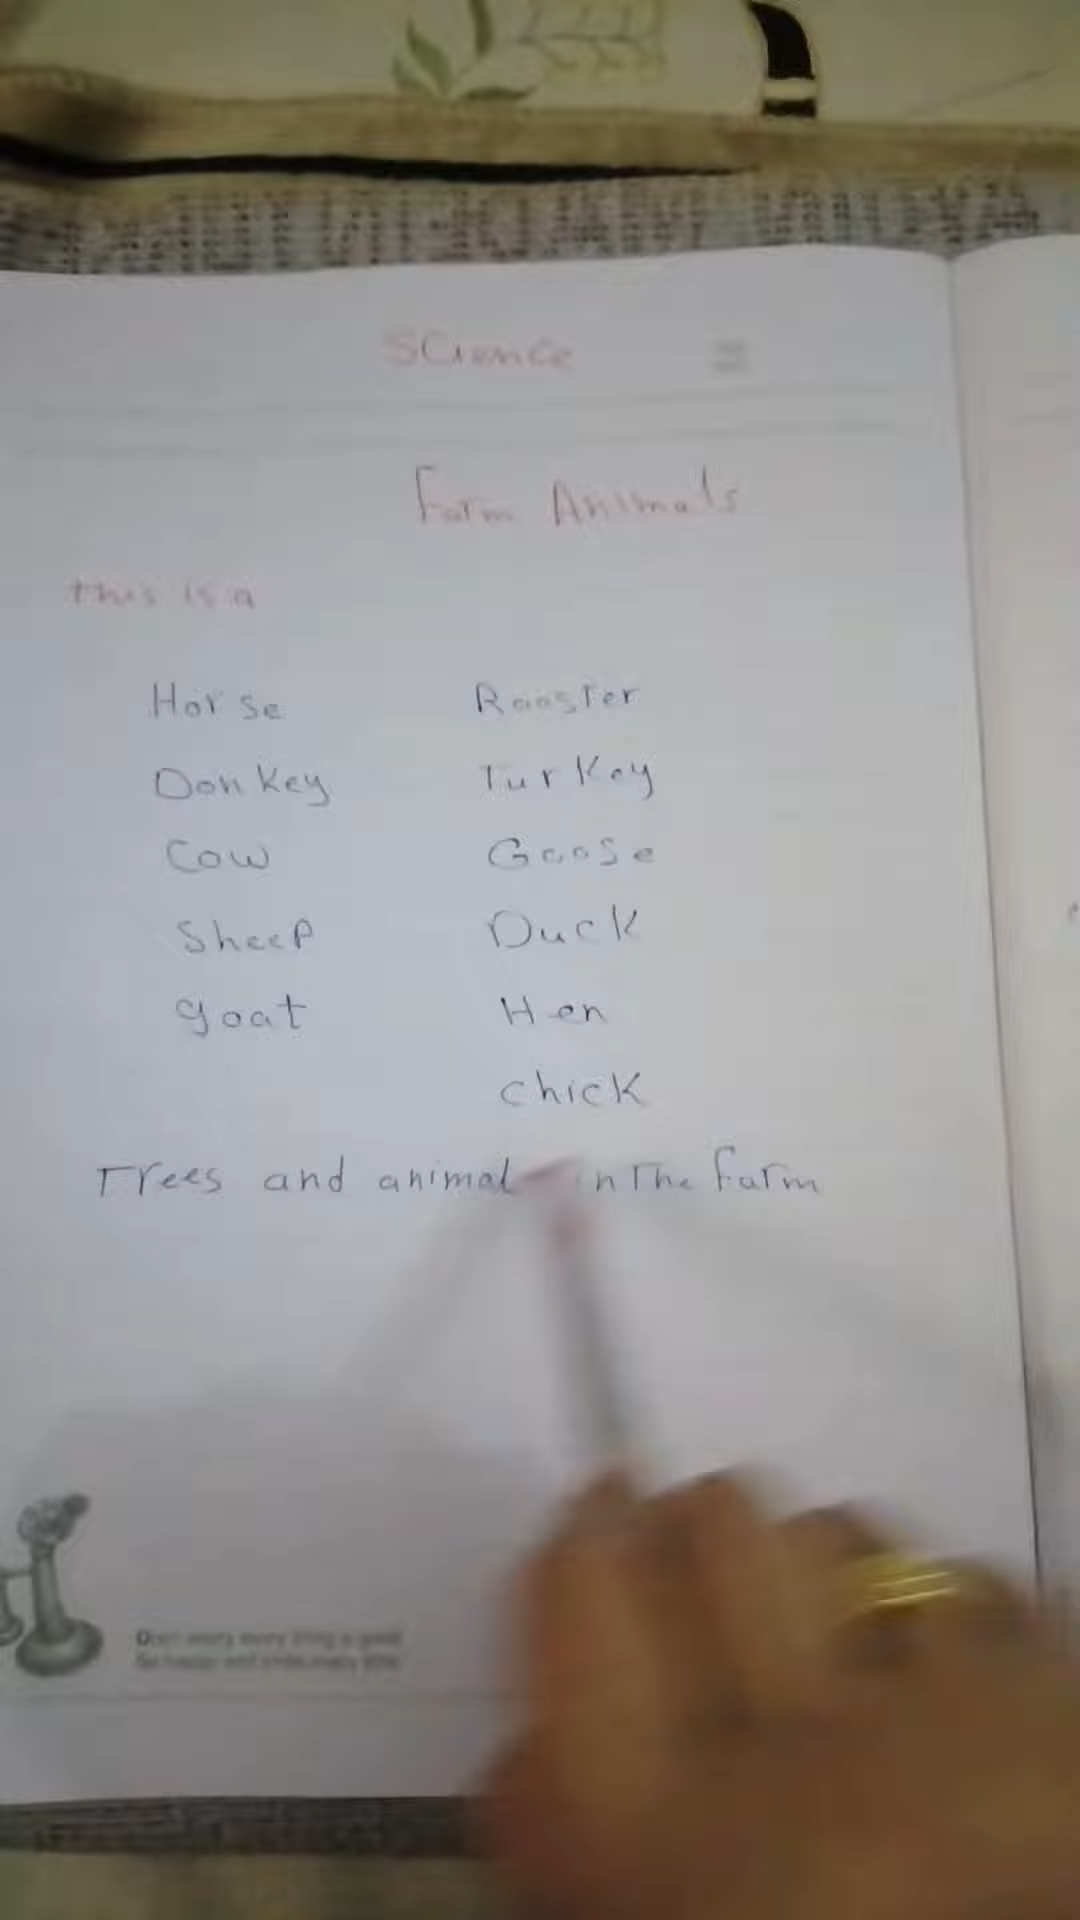 Science
Farm Animals
this is a
Horse Rooster
Donkey Turkey
Cow Goose
Sheep Duck
goat Hen
chick
Trees and animal in The farm